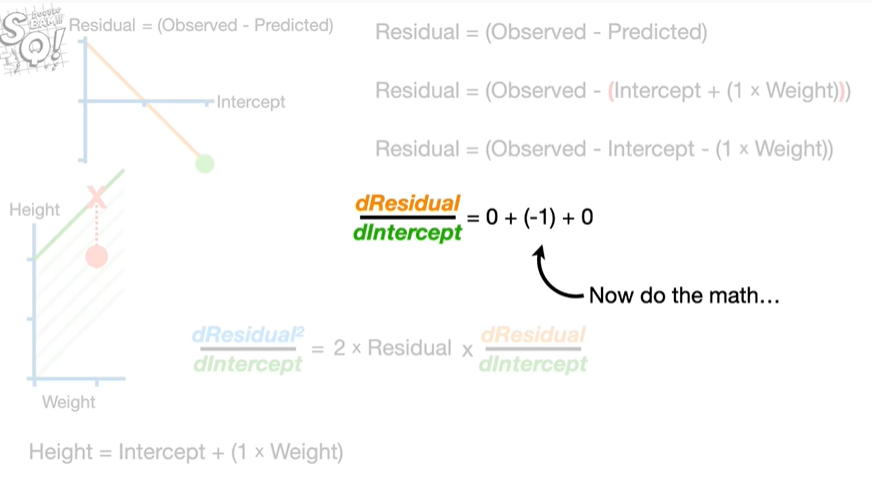 Residual = (Observed - Predicted)
Intercept
Residual = (Observed - Predicted)
Residual = (Observed - (Intercept + (1 × Weight)))
Residual = (Observed - Intercept - (1 × Weight))
Height
dResidual
dIntercept
= 0 + (-1) + 0
Now do the math...
dResidual²
dIntercept
= 2 × Residual ×
dResidual
dIntercept
Weight
Height = Intercept + (1 × Weight)